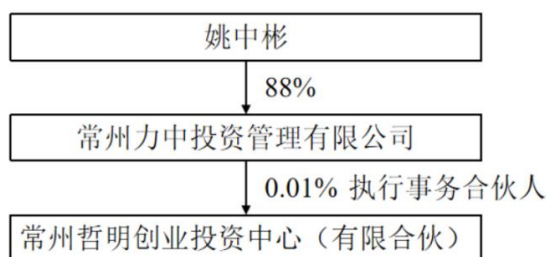 姚中彬
88%
常州力中投资管理有限公司
0.01% 执行事务合伙人
常州哲明创业投资中心（有限合伙）